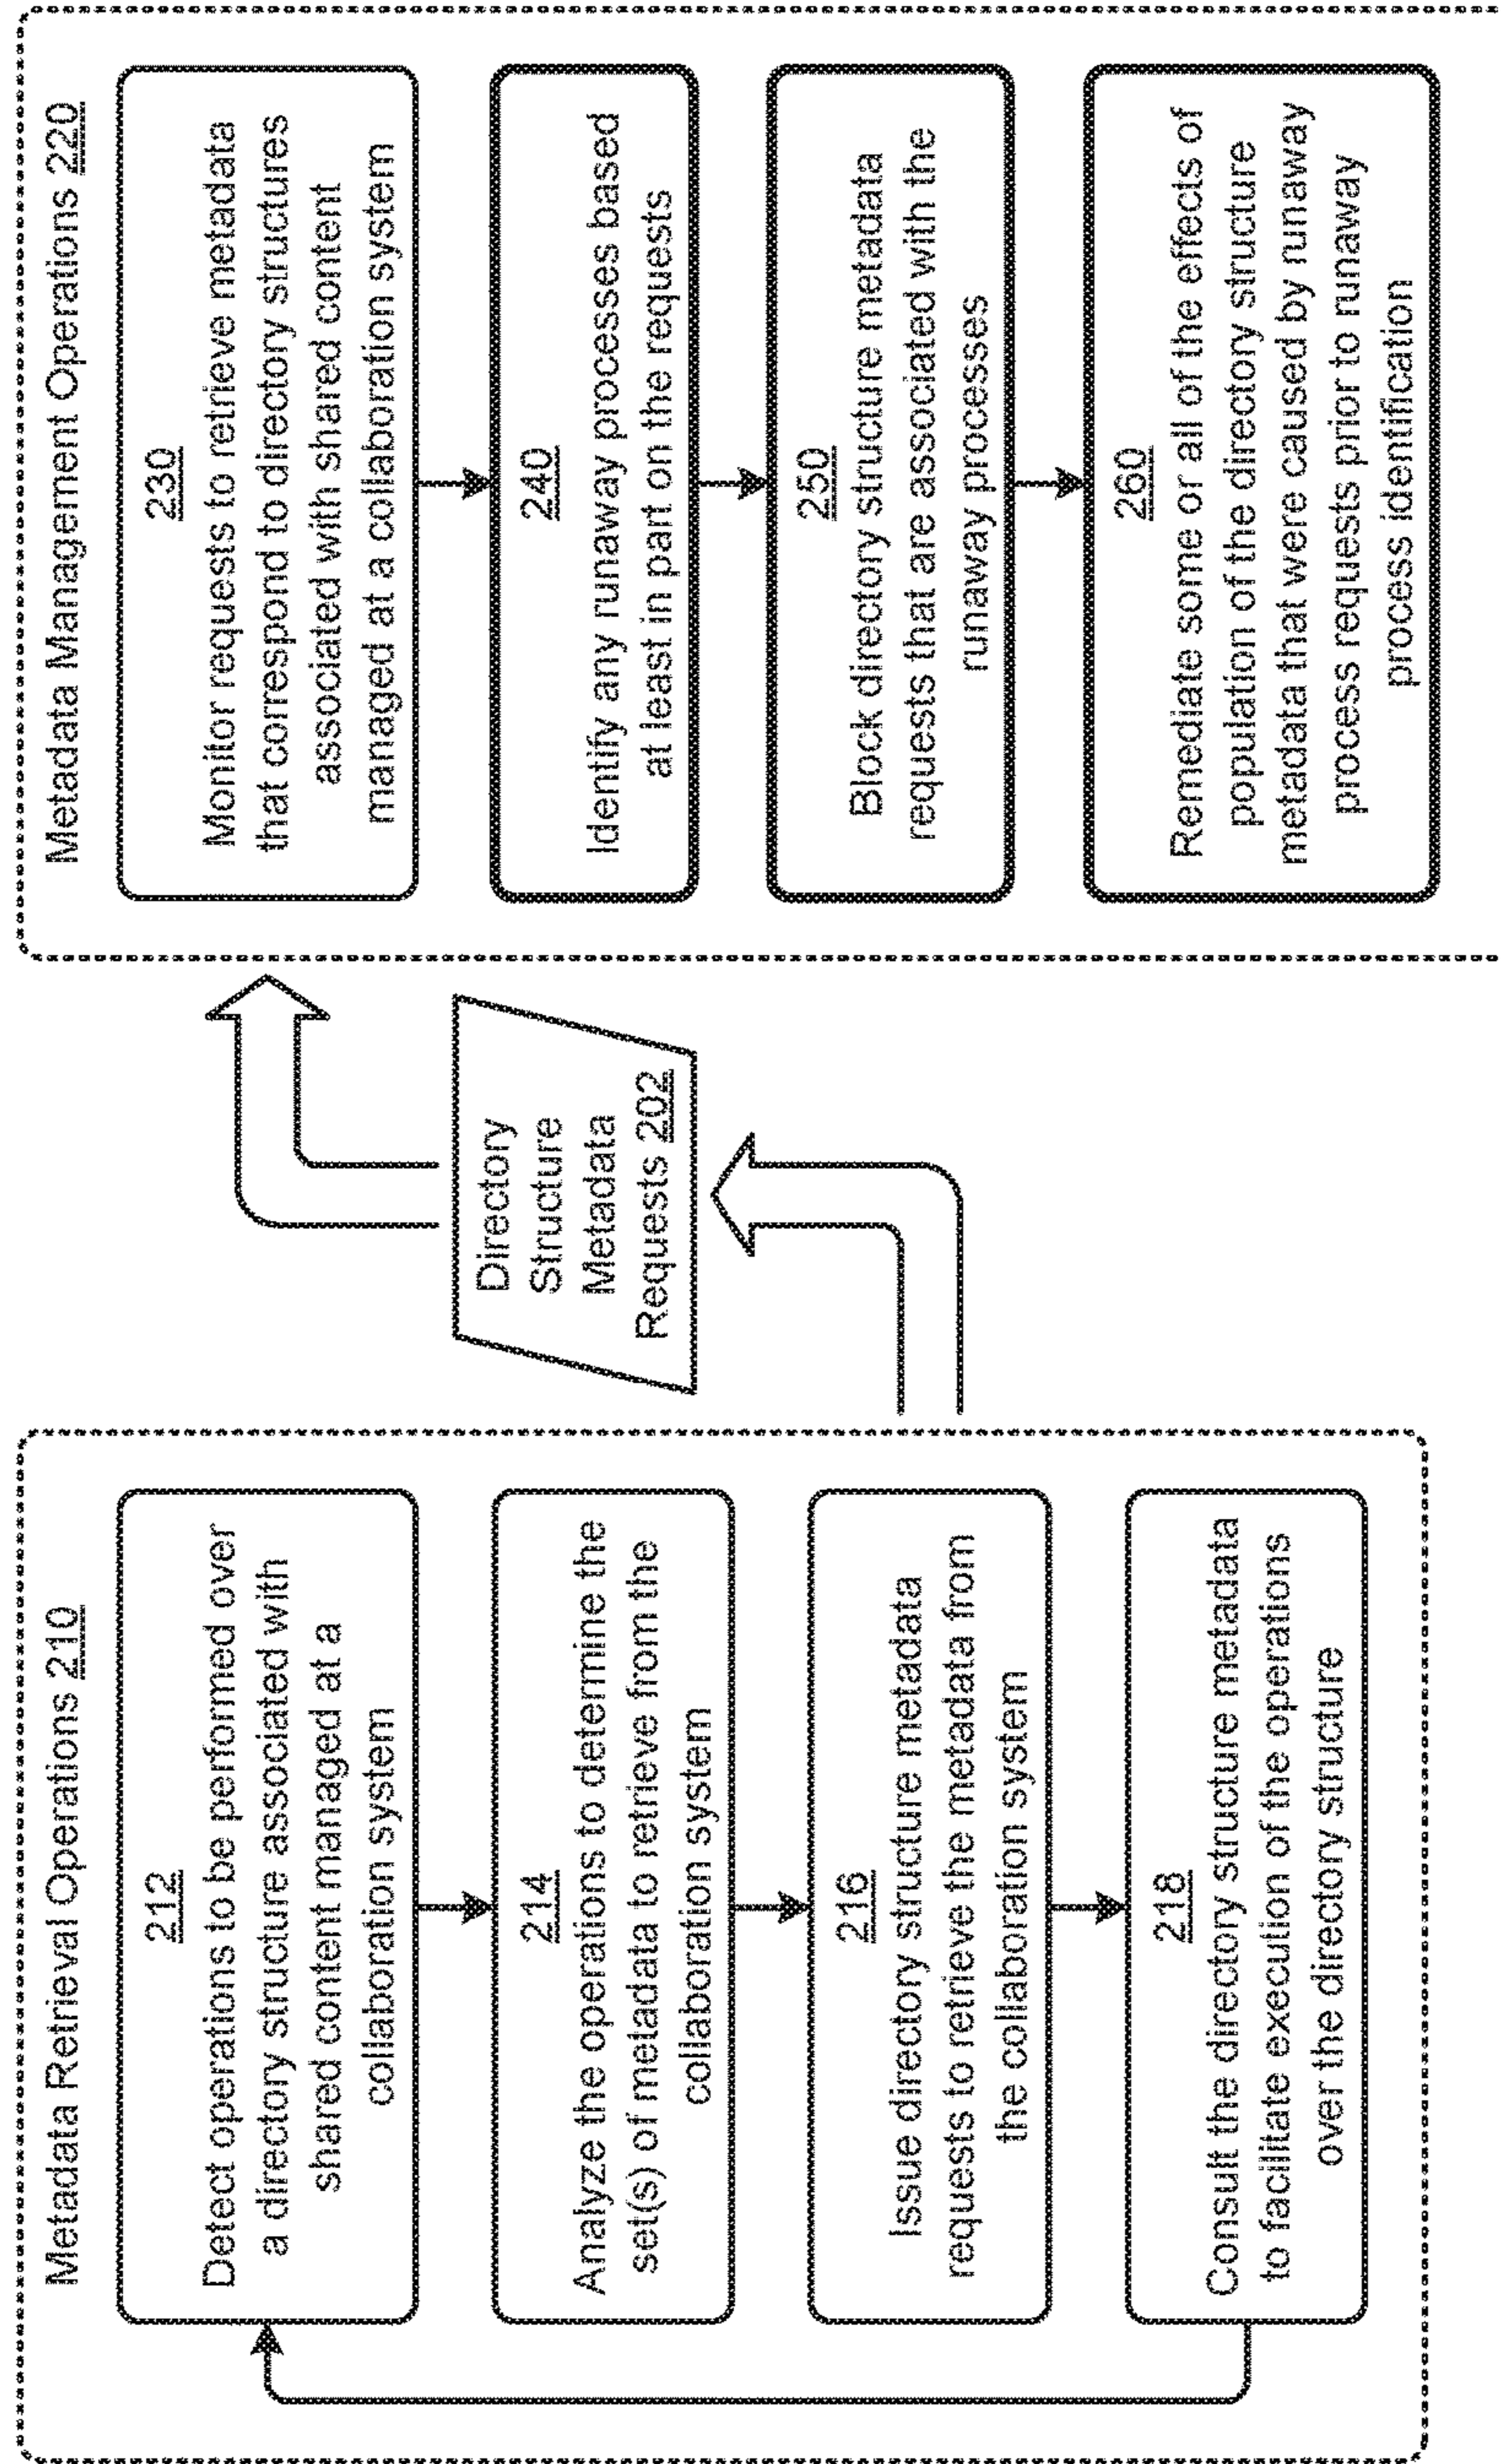 Metadata Retrieval Operations 210
212
Detect operations to be performed over
a directory structure associated with
shared content managed at a
collaboration system
214
Analyze the operations to determine the
set(s) of metadata to retrieve from the
collaboration system
216
Issue directory structure metadata
requests to retrieve the metadata from
the collaboration system
218
Consult the directory structure metadata
to facilitate execution of the operations
over the directory structure
Directory
Structure
Metadata
Requests 202
Metadata Management Operations 220
230
Monitor requests to retrieve metadata
that correspond to directory structures
associated with shared content
managed at a collaboration system
240
Identify any runaway processes based
at least in part on the requests
250
Block directory structure metadata
requests that are associated with the
runaway processes
260
Remediate some or all of the effects of
population of the directory structure
metadata that were caused by runaway
process requests prior to runaway
process identification